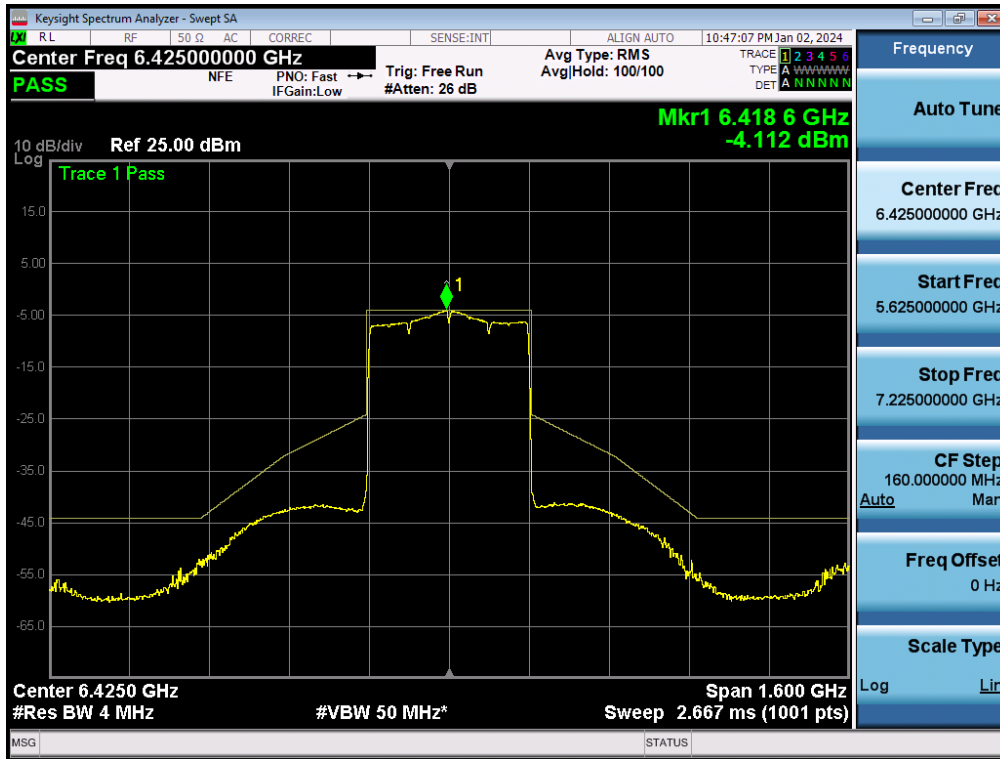 Keysight Spectrum Analyzer - Swept SA
LXI RL RF 50 Ω AC CORREC SENSE:INT ALIGN AUTO 10:47:07 PM Jan 02, 2024
Center Freq 6.425000000 GHz
PASS
NFE
PNO: Fast
IFGain:Low
Trig: Free Run
#Atten: 26 dB
Avg Type: RMS
Avg|Hold: 100/100
TRACE 1 2 3 4 5 6
TYPE A WWWWW
DET A N N N N N
Mkr1 6.418 6 GHz
-4.112 dBm
10 dB/div Ref 25.00 dBm
Log
Trace 1 Pass
1
15.0
5.00
-5.00
-15.0
-25.0
-35.0
-45.0
-55.0
-65.0
Center 6.4250 GHz Span 1.600 GHz
#Res BW 4 MHz #VBW 50 MHz* Sweep 2.667 ms (1001 pts)
MSG STATUS
Frequency
Auto Tune
Center Freq
6.425000000 GHz
Start Freq
5.625000000 GHz
Stop Freq
7.225000000 GHz
CF Step
160.000000 MHz
Auto Man
Freq Offset
0 Hz
Scale Type
Log Lin